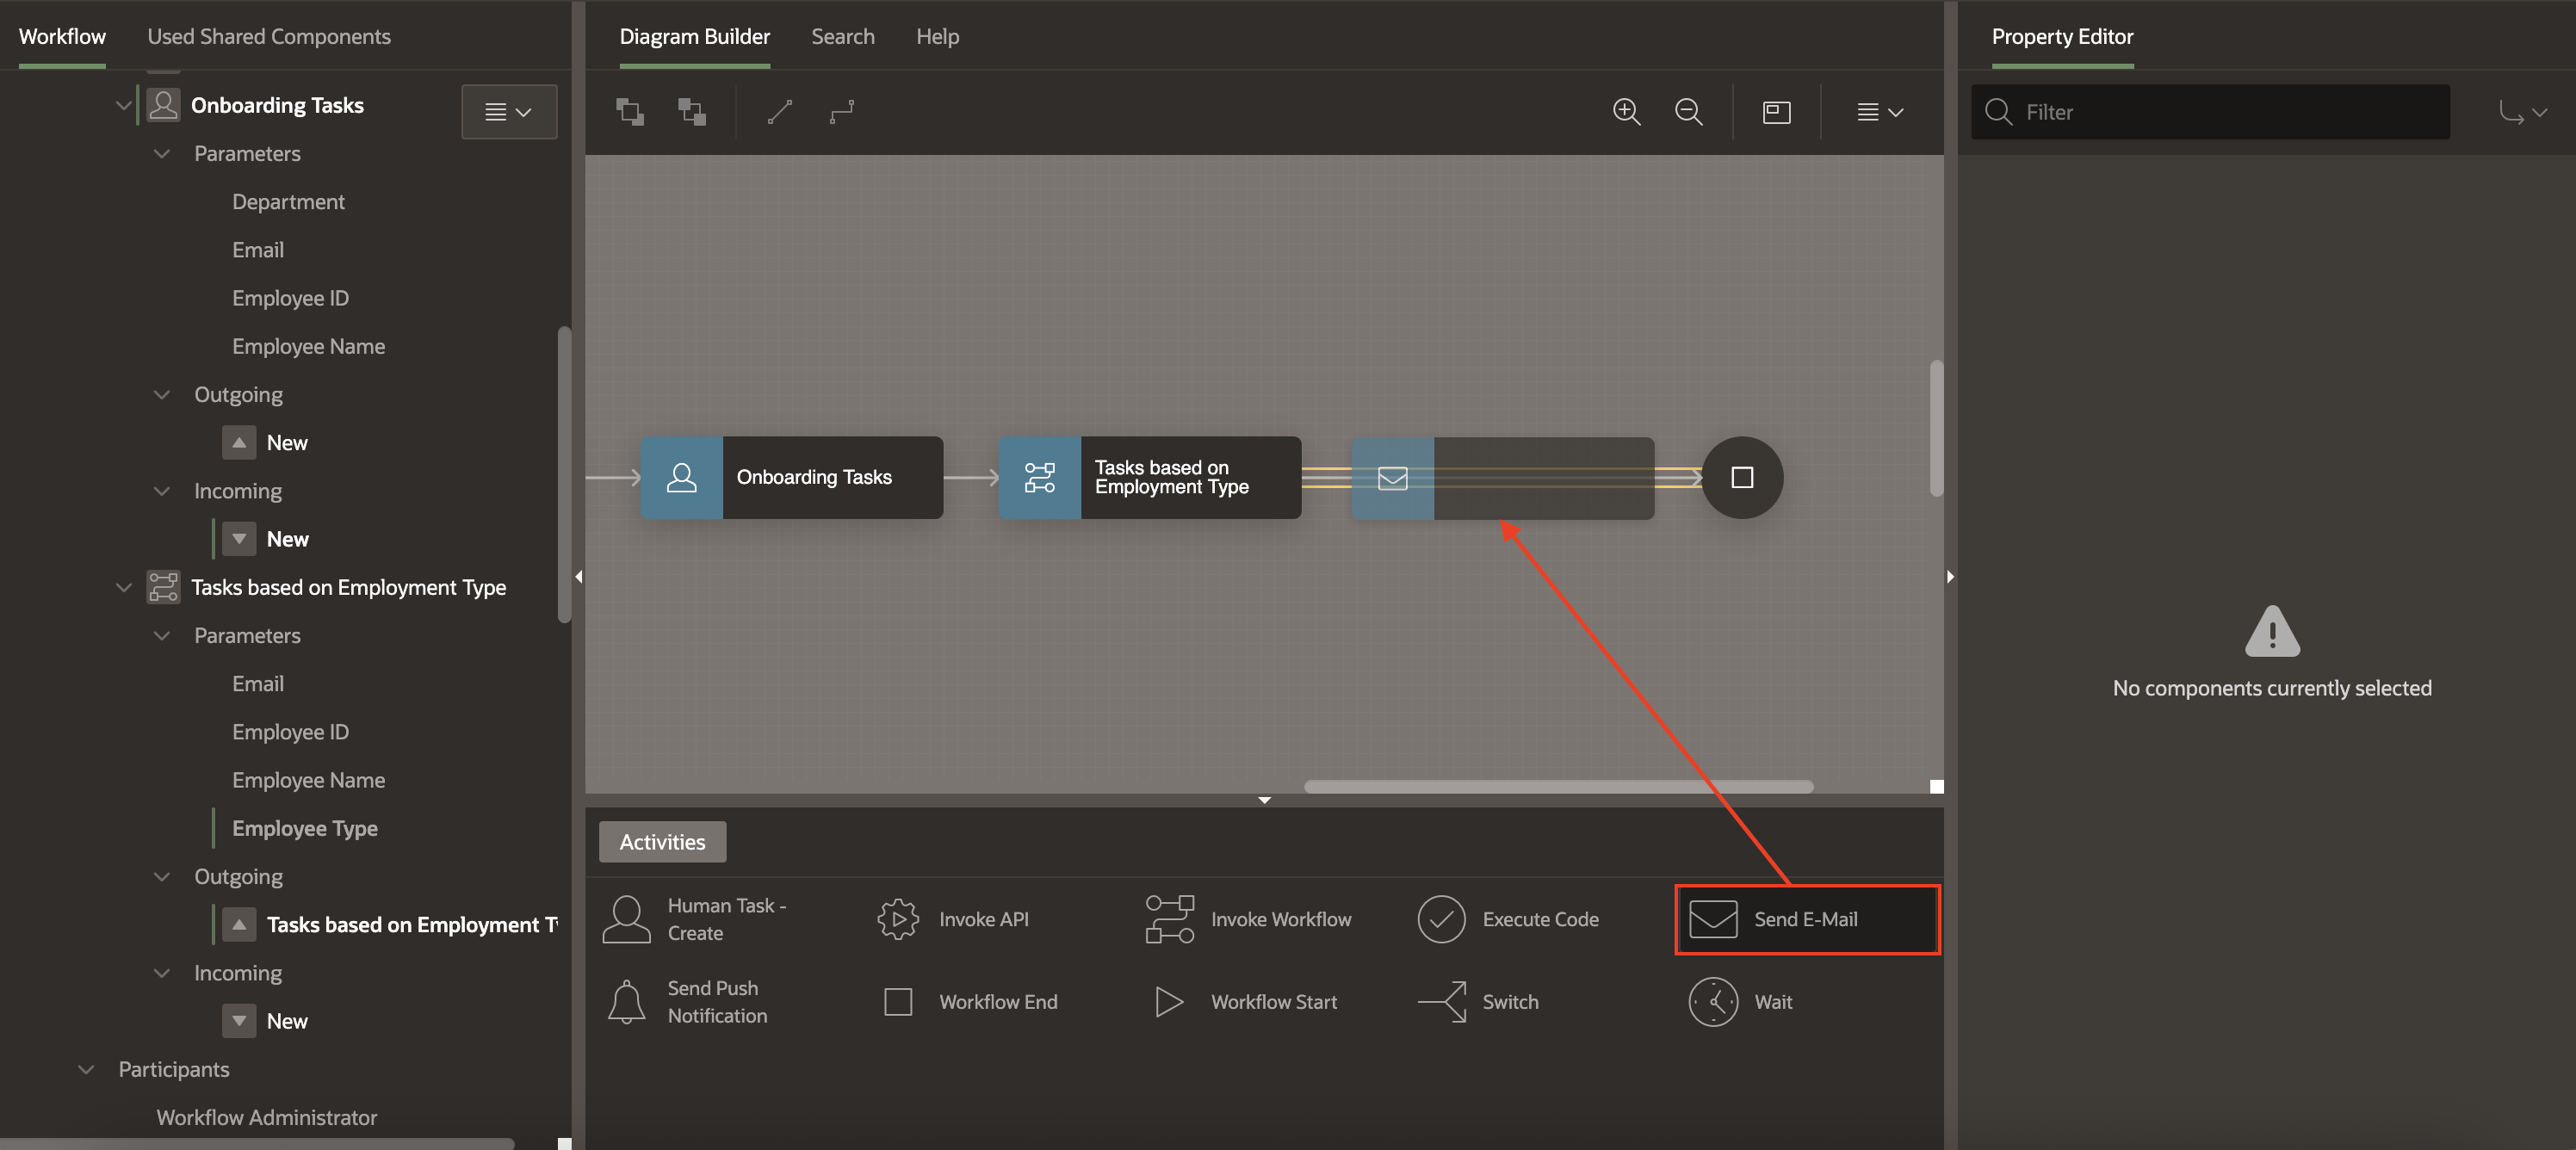 Workflow
Used Shared Components
Onboarding Tasks
Parameters
Department
Email
Employee ID
Employee Name
Outgoing
New
Incoming
New
Tasks based on Employment Type
Parameters
Email
Employee ID
Employee Name
Employee Type
Outgoing
Tasks based on Employment T
Incoming
New
Participants
Workflow Administrator
Diagram Builder
Search
Help
Onboarding Tasks
Tasks based on
Employment Type
Activities
Human Task -
Create
Invoke API
Invoke Workflow
Execute Code
Send E-Mail
Send Push
Notification
Workflow End
Workflow Start
Switch
Wait
Property Editor
Filter
No components currently selected